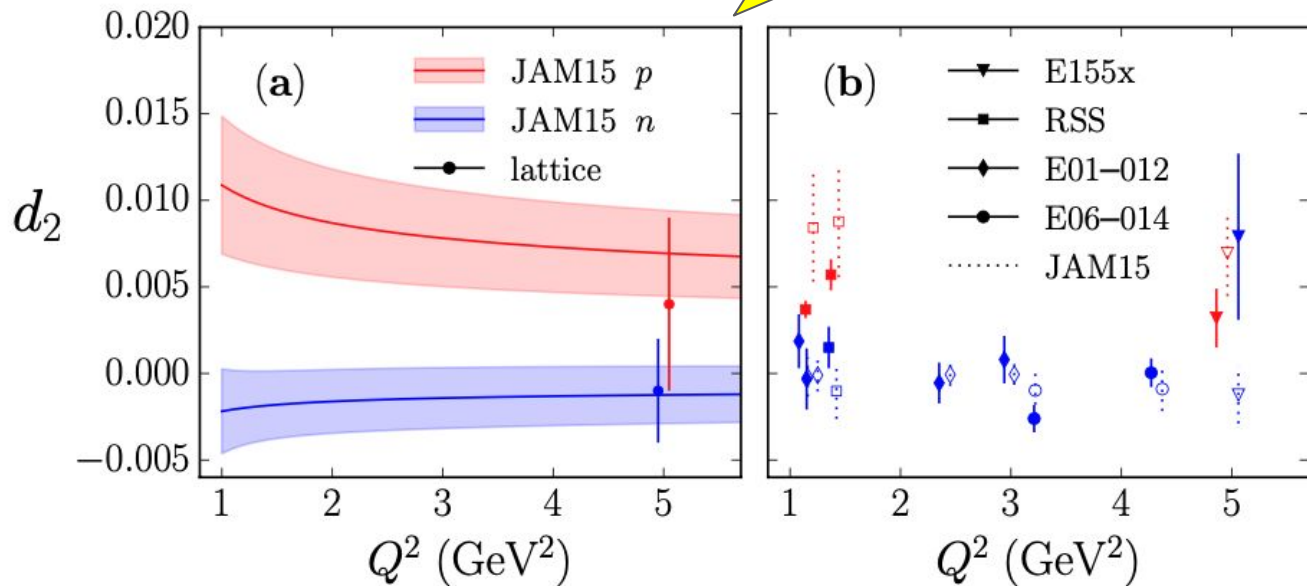 0.020
0.015
0.010
0.005
0.000
−0.005
d2
(a)
JAM15 p
JAM15 n
lattice
1 2 3 4 5
Q² (GeV²)
(b)
E155x
RSS
E01−012
E06−014
JAM15
1 2 3 4 5
Q² (GeV²)